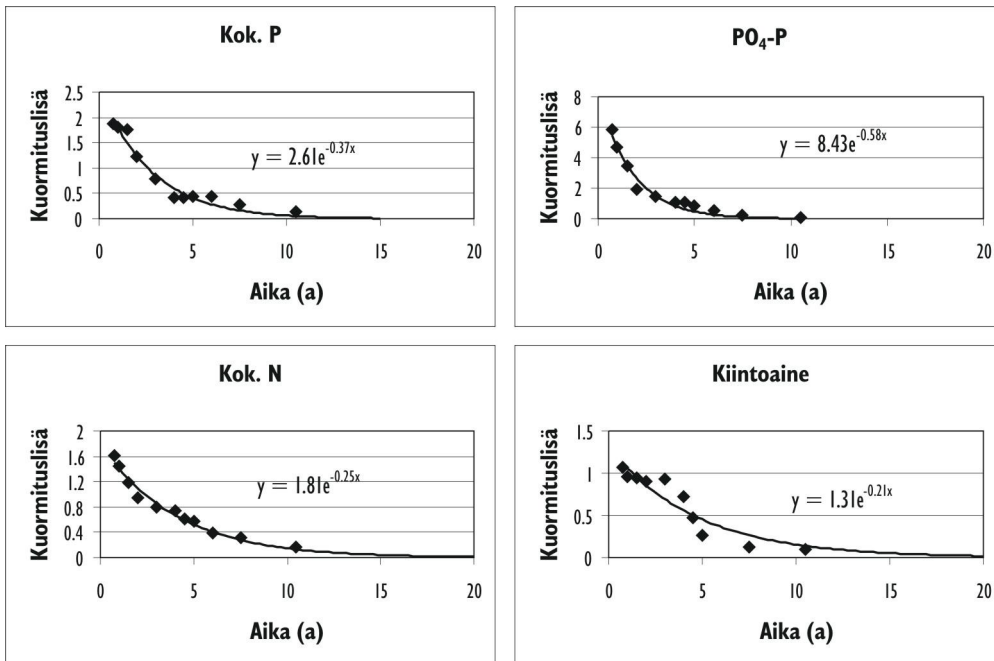 Kok. P
Kuormituslisä
2.5
2
1.5
1
0.5
0
y = 2.61e-0.37x
0 5 10 15 20
Aika (a)
PO4-P
Kuormituslisä
8
6
4
2
0
y = 8.43e-0.58x
0 5 10 15 20
Aika (a)
Kok. N
Kuormituslisä
2
1.6
1.2
0.8
0.4
0
y = 1.81e-0.25x
0 5 10 15 20
Aika (a)
Kiintoaine
Kuormituslisä
1.5
1
0.5
0
y = 1.31e-0.21x
0 5 10 15 20
Aika (a)